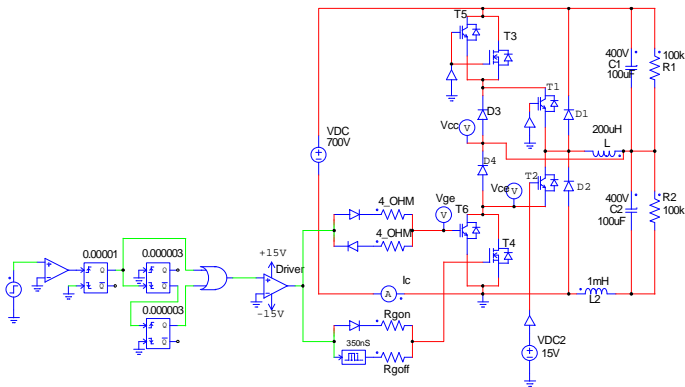 T5
T3
400V
C1
100uF
100k
R1
VDC
700V
D3
T1
D1
Vcc
V
200uH
L
D4
T2
D2
Vce
V
400V
C2
100uF
R2
100k
4_OHM
Vge
V
T6
4_OHM
T4
0.00001
0.000003
+15V
Driver
-15V
Q
Q
Q
Q
Q
Q
0.000003
A
Ic
1mH
L2
Rgon
350nS
Rgoff
VDC2
15V